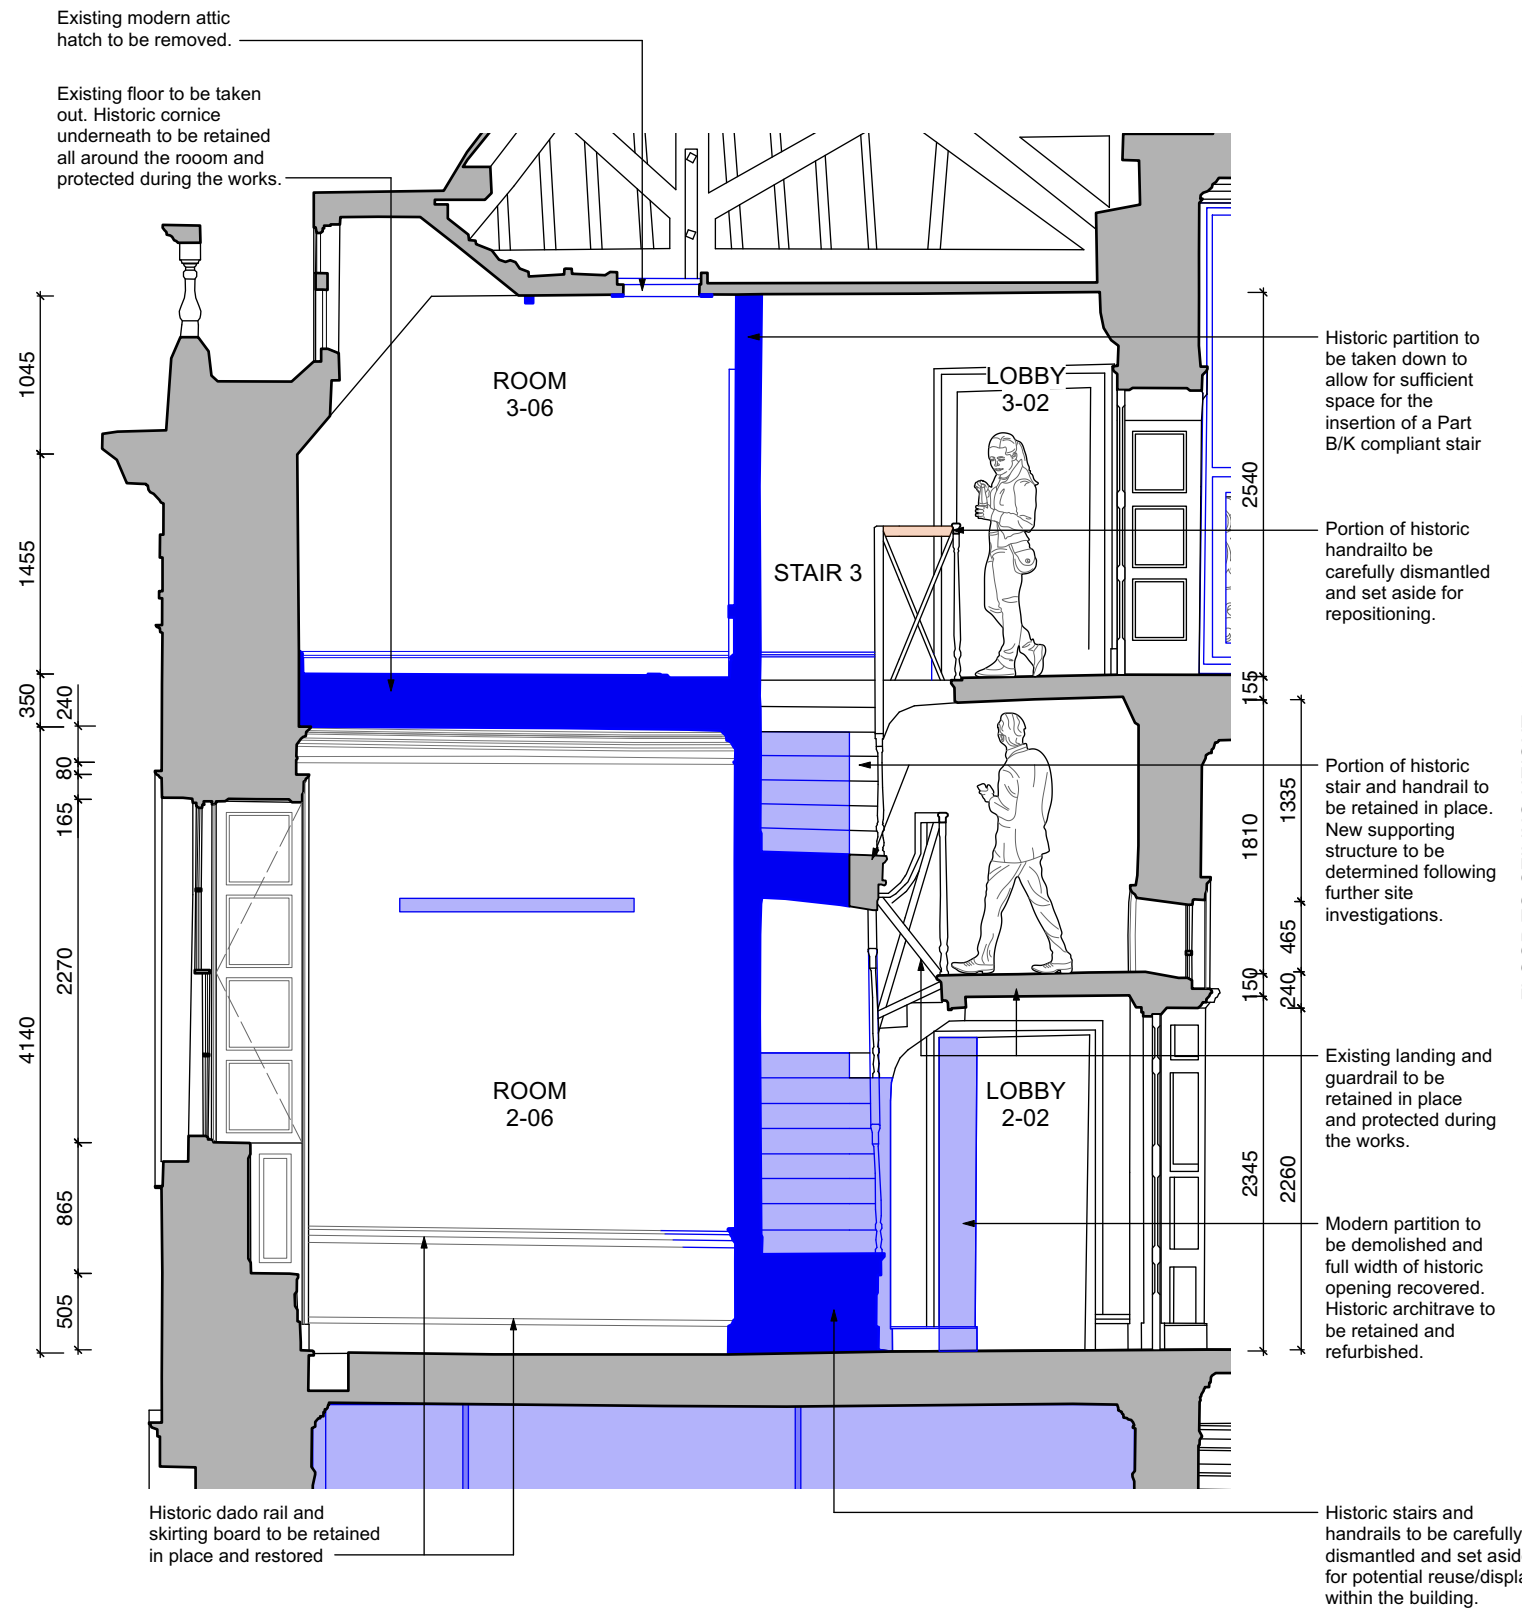 Existing modern attic
hatch to be removed.
Existing floor to be taken
out. Historic cornice
underneath to be retained
all around the rooom and
protected during the works.
ROOM
3-06
LOBBY
3-02
STAIR 3
ROOM
2-06
LOBBY
2-02
1045
1455
350
240
80
165
2270
4140
865
505
2540
155
1335
1810
465
150
240
2345
2260
Historic partition to
be taken down to
allow for sufficient
space for the
insertion of a Part
B/K compliant stair
Portion of historic
handrailto be
carefully dismantled
and set aside for
repositioning.
Portion of historic
stair and handrail to
be retained in place.
New supporting
structure to be
determined following
further site
investigations.
Existing landing and
guardrail to be
retained in place
and protected during
the works.
Modern partition to
be demolished and
full width of historic
opening recovered.
Historic architrave to
be retained and
refurbished.
Historic dado rail and
skirting board to be retained
in place and restored
Historic stairs and
handrails to be carefully
dismantled and set asid
for potential reuse/displa
within the building.